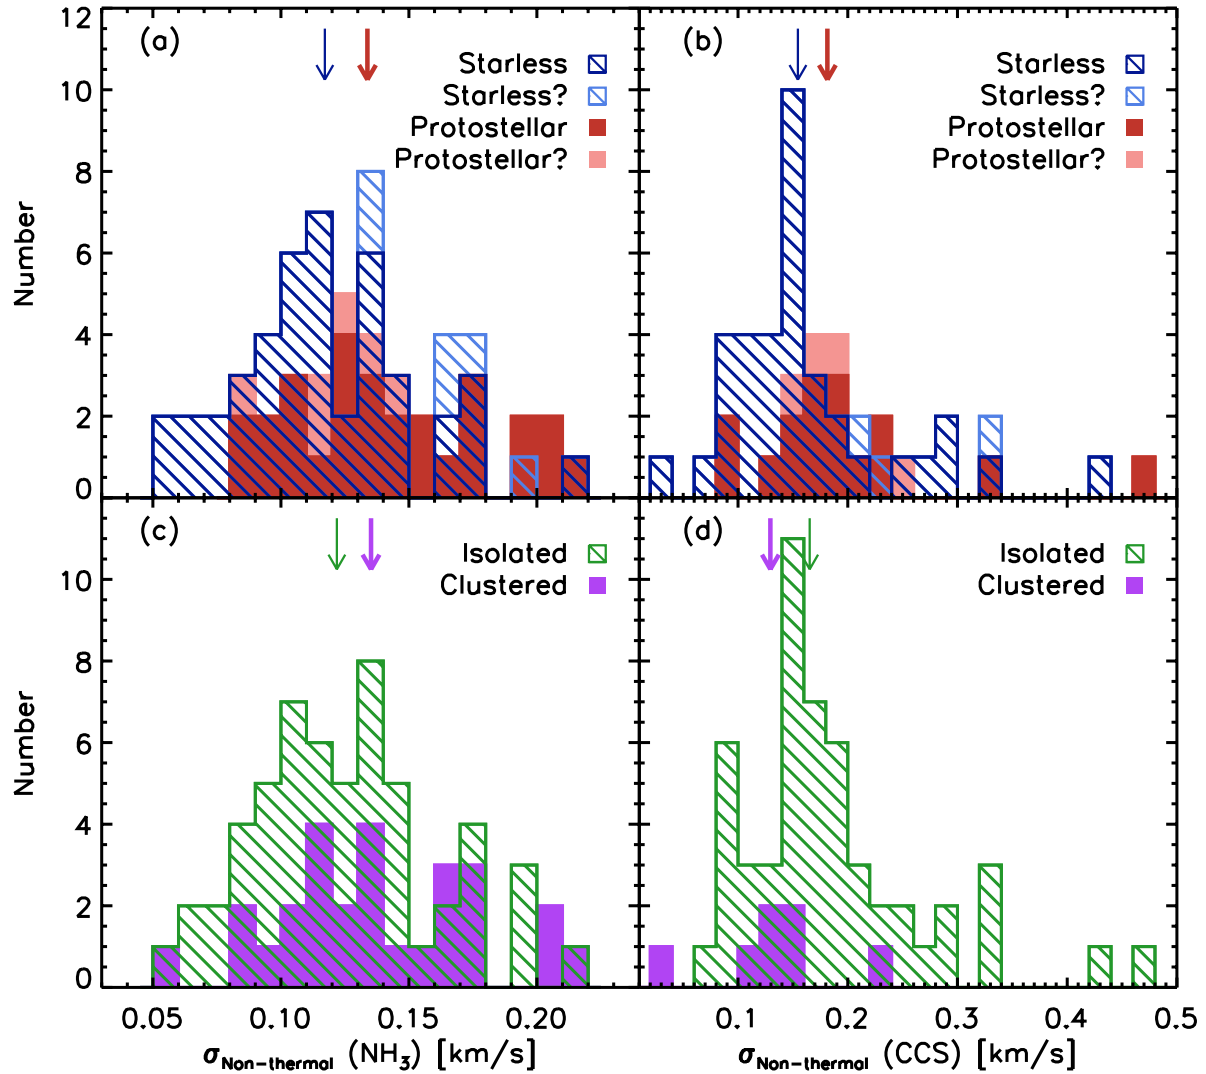 (a)
Starless
Starless?
Protostellar
Protostellar?
(b)
Starless
Starless?
Protostellar
Protostellar?
12
10
8
6
4
2
0
Number
(c)
Isolated
Clustered
(d)
Isolated
Clustered
10
8
6
4
2
0
Number
0.05 0.10 0.15 0.20
0.1 0.2 0.3 0.4 0.5
σNon-thermal (NH3) [km/s]
σNon-thermal (CCS) [km/s]